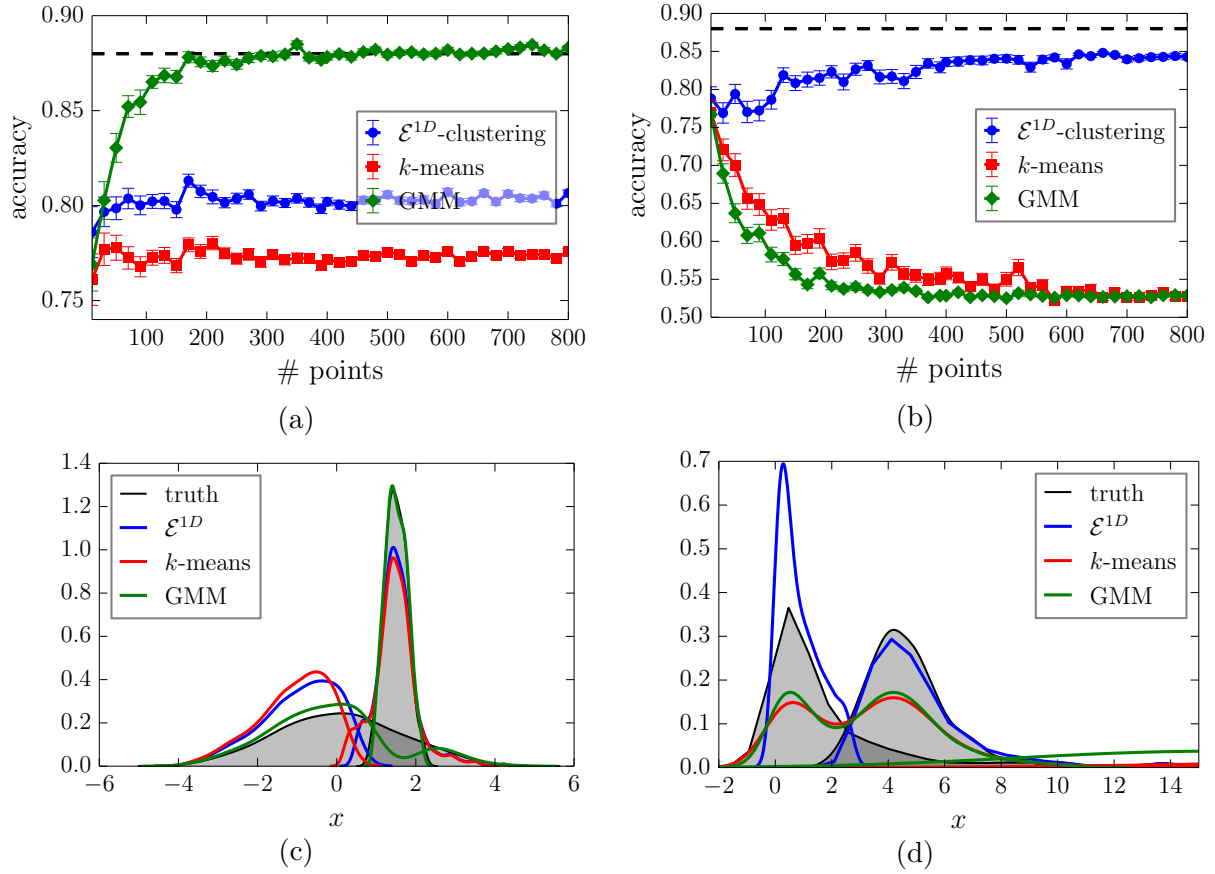 0.90
0.85
0.80
0.75
accuracy
100 200 300 400 500 600 700 800
# points
ℰ^{1D}-clustering
k-means
GMM
(a)
0.90
0.85
0.80
0.75
0.70
0.65
0.60
0.55
0.50
accuracy
100 200 300 400 500 600 700 800
# points
ℰ^{1D}-clustering
k-means
GMM
(b)
1.4
1.2
1.0
0.8
0.6
0.4
0.2
0.0
−6 −4 −2 0 2 4 6
x
truth
ℰ^{1D}
k-means
GMM
(c)
0.7
0.6
0.5
0.4
0.3
0.2
0.1
0.0
−2 0 2 4 6 8 10 12 14
x
truth
ℰ^{1D}
k-means
GMM
(d)